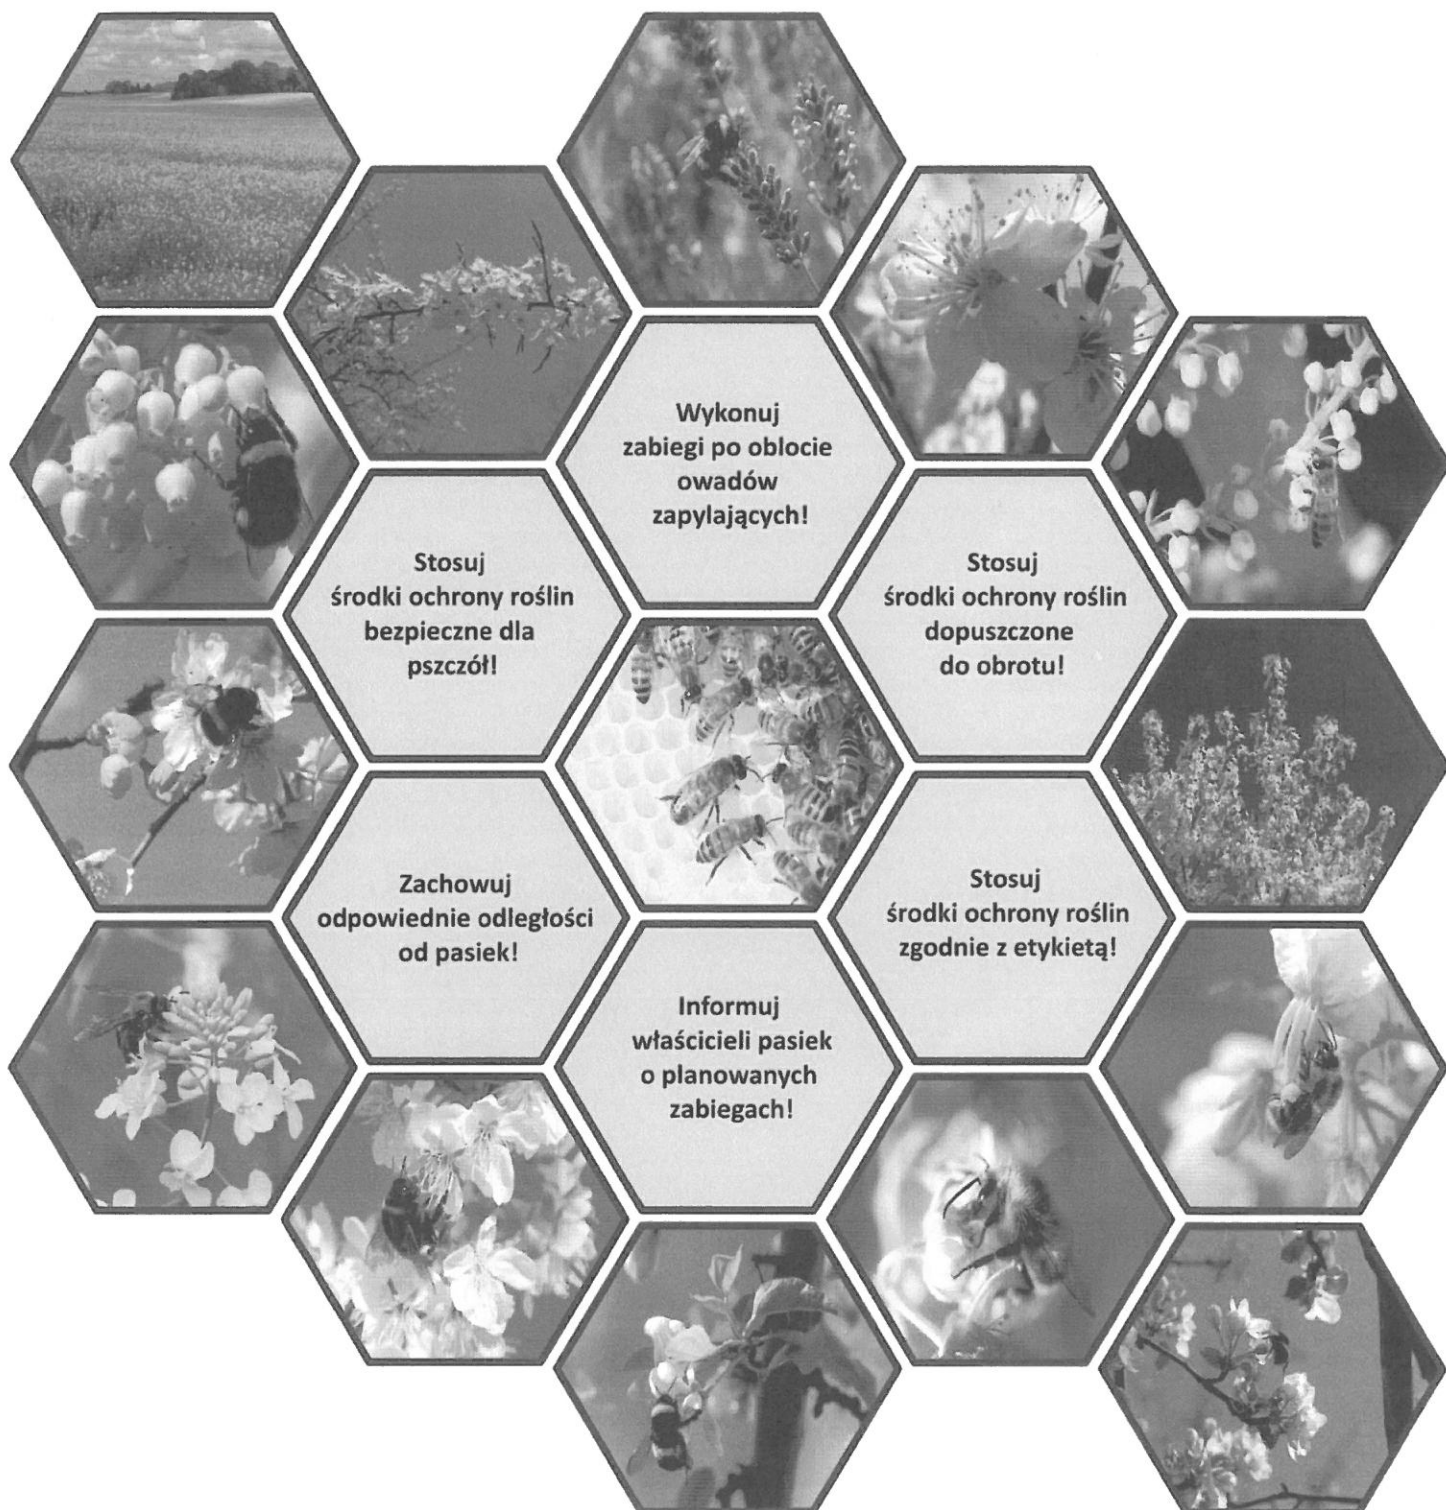 Wykonuj
zabiegi po oblocie
owadów
zapylających!
Stosuj
środki ochrony roślin
bezpieczne dla
pszczół!
Stosuj
środki ochrony roślin
dopuszczone
do obrotu!
Zachowuj
odpowiednie odległości
od pasiek!
Stosuj
środki ochrony roślin
zgodnie z etykietą!
Informuj
właścicieli pasiek
o planowanych
zabiegach!